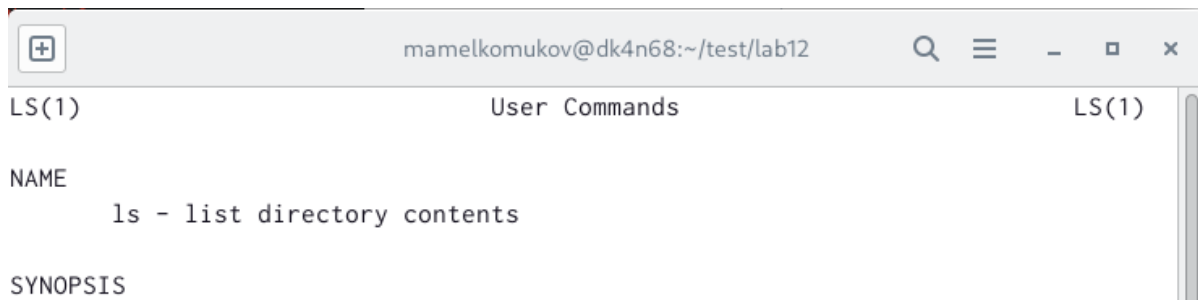 mamelkomukov@dk4n68:~/test/lab12
LS(1) User Commands LS(1)
NAME
ls - list directory contents
SYNOPSIS